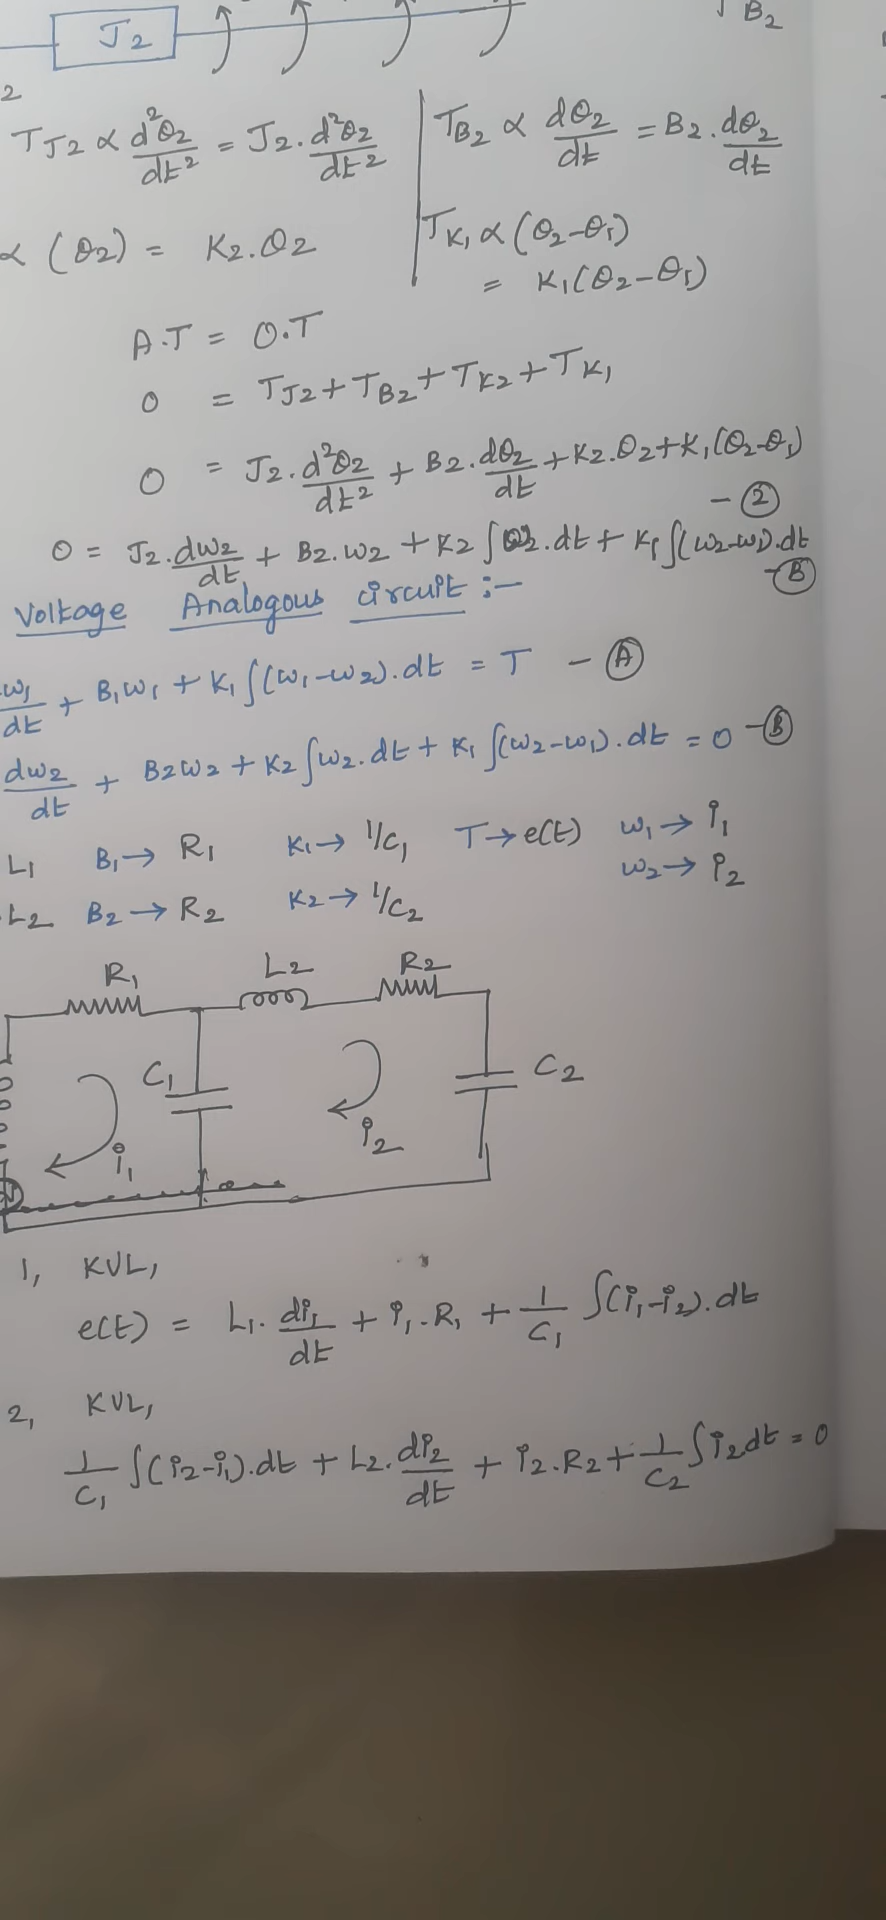 J2
B2
2
TJ2 ∝ d²θ2/dt² = J2.d²θ2/dt²
TB2 ∝ dθ2/dt = B2.dθ2/dt
∝ (θ2) = K2.θ2
TK1 ∝ (θ2-θ1)
= K1(θ2-θ1)
A.T = O.T
0 = TJ2+TB2+TK2+TK1
0 = J2.d²θ2/dt² + B2.dθ2/dt + K2.θ2+K1(θ2-θ1)
- ②
0 = J2.dω2/dt + B2.ω2 + K2 ∫ω2.dt + K1∫(ω2-ω1).dt
- Ⓑ
Voltage Analogous circuit :-
ω1/dt + B1ω1 + K1∫(ω1-ω2).dt = T - Ⓐ
dω2/dt + B2ω2 + K2∫ω2.dt + K1∫(ω2-ω1).dt = 0 - Ⓑ
L1 B1→ R1 K1→ 1/C1 T→e(t) ω1→ i1
ω2→ i2
L2 B2→ R2 K2→ 1/C2
R1 L2 R2
C1 C2
i1 i2
1, KVL,
e(t) = L1. di1/dt + i1.R1 + 1/C1 ∫(i1-i2).dt
2, KVL,
1/C1 ∫(i2-i1).dt + L2.di2/dt + i2.R2+1/C2∫i2dt=0